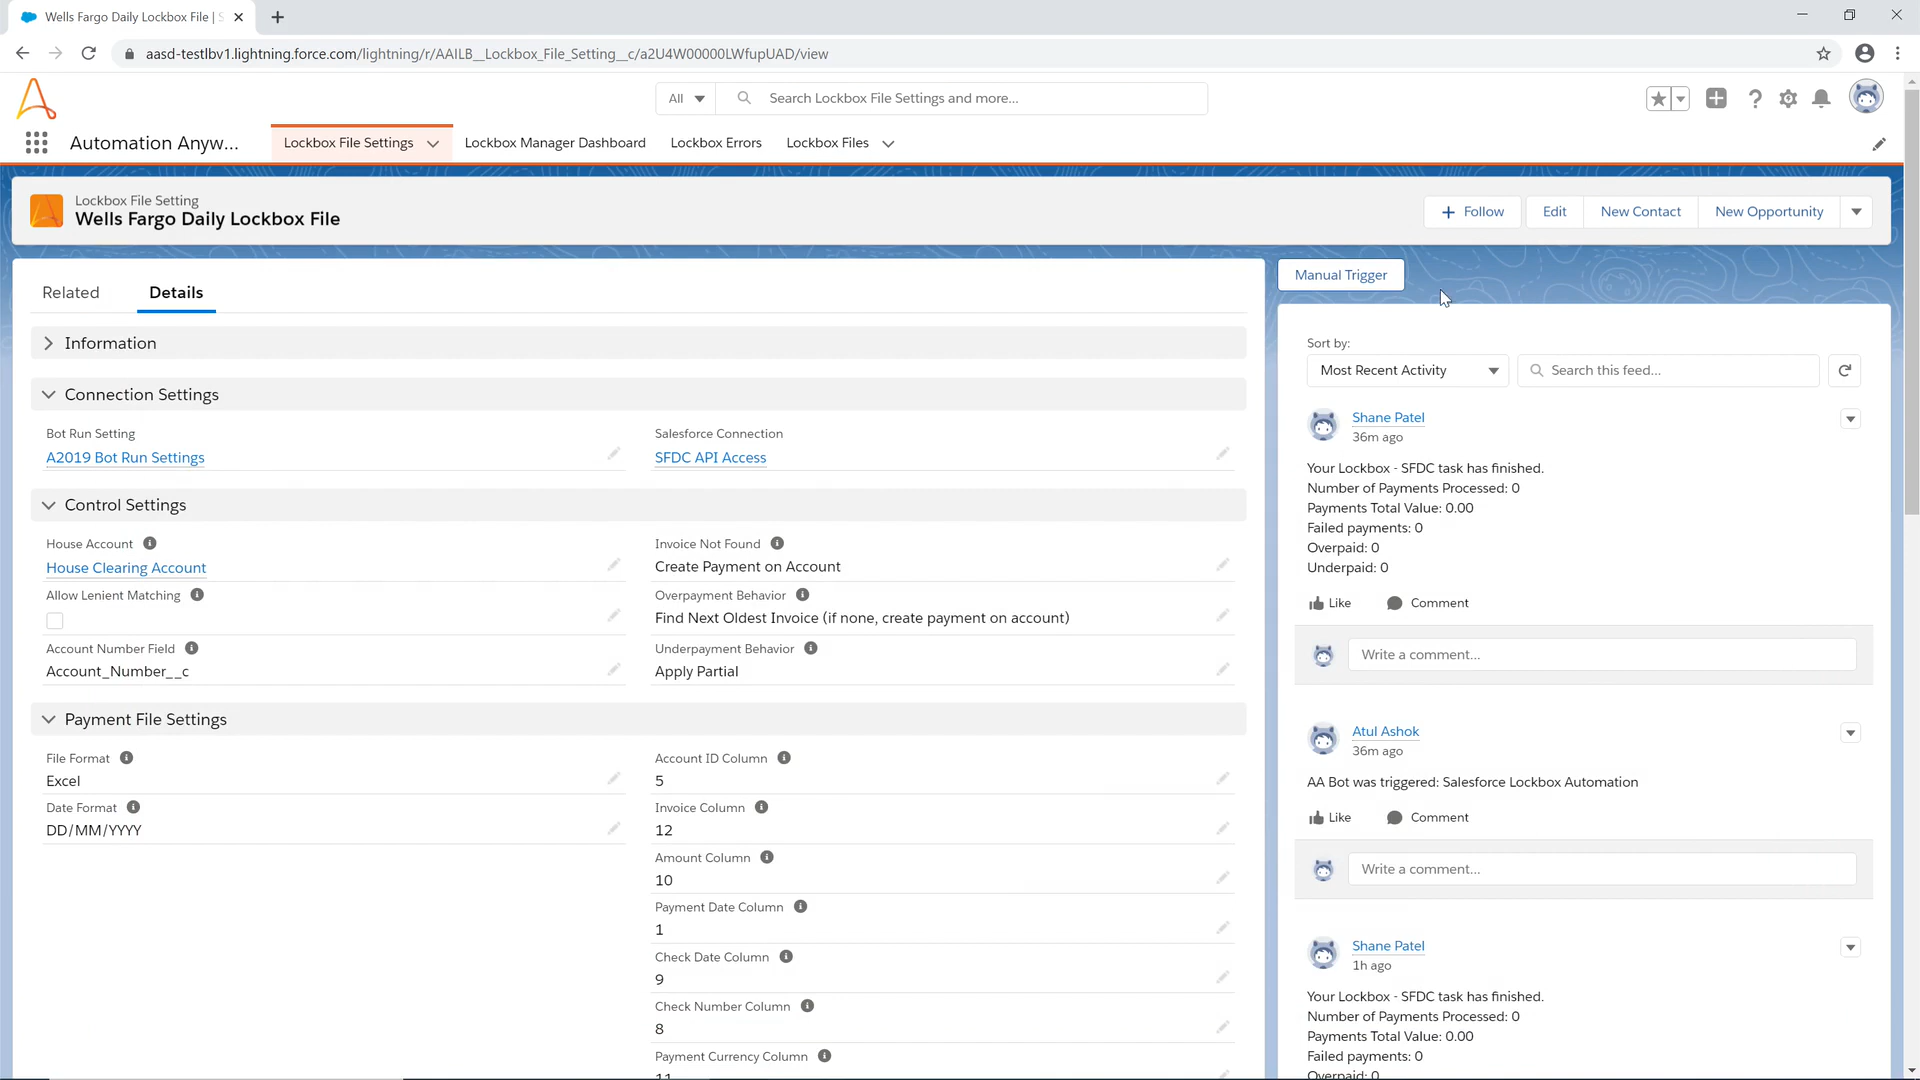 Wells Fargo Daily Lockbox File | S
aasd-testlbv1.lightning.force.com/lightning/r/AAILB__Lockbox_File_Setting__c/a2U4W00000LWfupUAD/view
All
Search Lockbox File Settings and more...
Automation Anyw...
Lockbox File Settings
Lockbox Manager Dashboard
Lockbox Errors
Lockbox Files
Lockbox File Setting
Wells Fargo Daily Lockbox File
Follow
Edit
New Contact
New Opportunity
Related
Details
Information
Connection Settings
Bot Run Setting
A2019 Bot Run Settings
Salesforce Connection
SFDC API Access
Control Settings
House Account
House Clearing Account
Invoice Not Found
Create Payment on Account
Allow Lenient Matching
Overpayment Behavior
Find Next Oldest Invoice (if none, create payment on account)
Account Number Field
Account_Number__c
Underpayment Behavior
Apply Partial
Payment File Settings
File Format
Excel
Account ID Column
5
Date Format
DD/MM/YYYY
Invoice Column
12
Amount Column
10
Payment Date Column
1
Check Date Column
9
Check Number Column
8
Payment Currency Column
11
Manual Trigger
Sort by:
Most Recent Activity
Search this feed...
Shane Patel
36m ago
Your Lockbox - SFDC task has finished.
Number of Payments Processed: 0
Payments Total Value: 0.00
Failed payments: 0
Overpaid: 0
Underpaid: 0
Like
Comment
Write a comment...
Atul Ashok
36m ago
AA Bot was triggered: Salesforce Lockbox Automation
Like
Comment
Write a comment...
Shane Patel
1h ago
Your Lockbox - SFDC task has finished.
Number of Payments Processed: 0
Payments Total Value: 0.00
Failed payments: 0
Overpaid: 0